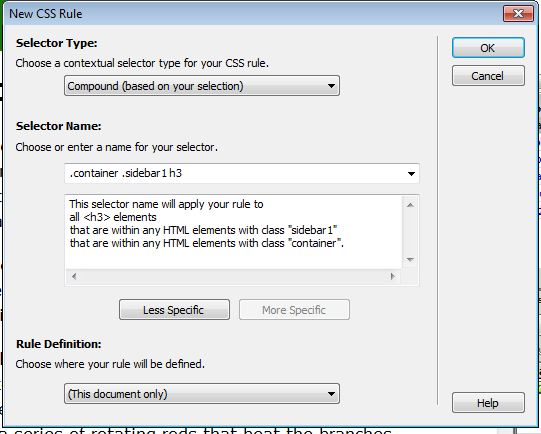 New CSS Rule
Selector Type:
Choose a contextual selector type for your CSS rule.
Compound (based on your selection)
OK
Cancel
Selector Name:
Choose or enter a name for your selector.
.container .sidebar1 h3
This selector name will apply your rule to
all <h3> elements
that are within any HTML elements with class "sidebar1"
that are within any HTML elements with class "container".
Less Specific
More Specific
Rule Definition:
Choose where your rule will be defined.
(This document only)
Help
a series of rotating rods that beat the branches